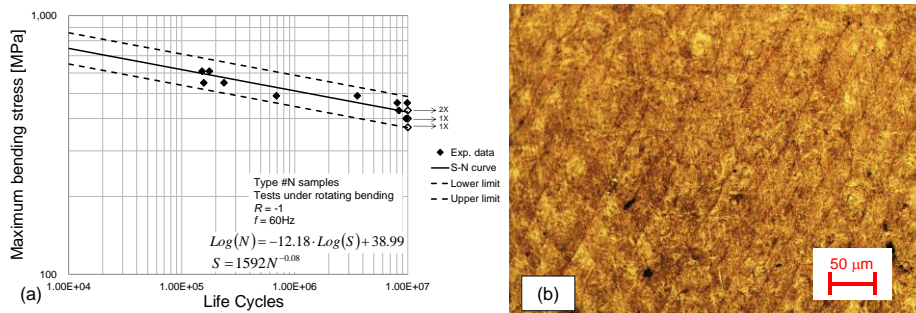 1,000
100
Maximum bending stress [MPa]
1.00E+04
1.00E+05
1.00E+06
1.00E+07
Life Cycles
(a)
2X
1X
1X
Exp. data
S-N curve
Lower limit
Upper limit
Type #N samples
Tests under rotating bending
R = -1
f = 60Hz
Log(N) = −12.18 · Log(S) + 38.99
S = 1592N^−0.08
(b)
50 μm